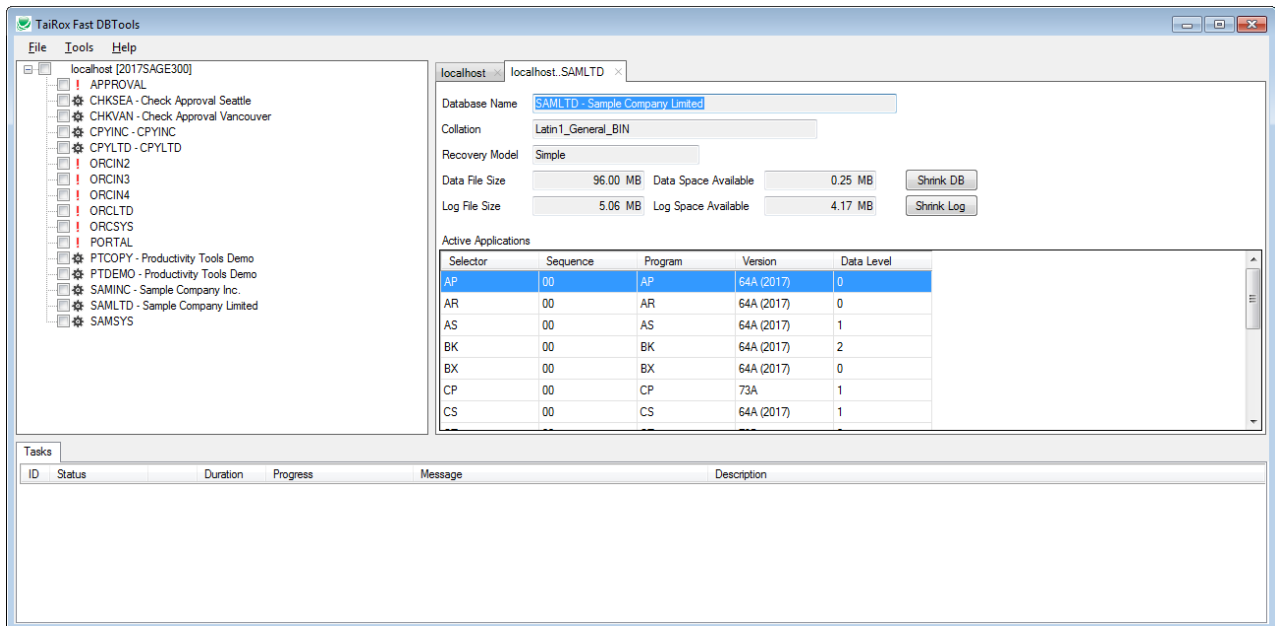 TaiRox Fast DBTools
File Tools Help
localhost [2017SAGE300]
! APPROVAL
CHKSEA - Check Approval Seattle
CHKVAN - Check Approval Vancouver
CPYINC - CPYINC
CPYLTD - CPYLTD
! ORCIN2
! ORCIN3
! ORCIN4
! ORCLTD
! ORCSYS
! PORTAL
PTCOPY - Productivity Tools Demo
PTDEMO - Productivity Tools Demo
SAMINC - Sample Company Inc.
SAMLTD - Sample Company Limited
SAMSYS
localhost localhost..SAMLTD
Database Name SAMLTD - Sample Company Limited
Collation Latin1_General_BIN
Recovery Model Simple
Data File Size 96.00 MB Data Space Available 0.25 MB Shrink DB
Log File Size 5.06 MB Log Space Available 4.17 MB Shrink Log
Active Applications
Selector Sequence Program Version Data Level
AP 00 AP 64A (2017) 0
AR 00 AR 64A (2017) 0
AS 00 AS 64A (2017) 1
BK 00 BK 64A (2017) 2
BX 00 BX 64A (2017) 0
CP 00 CP 73A 1
CS 00 CS 64A (2017) 1
Tasks
ID Status Duration Progress Message Description